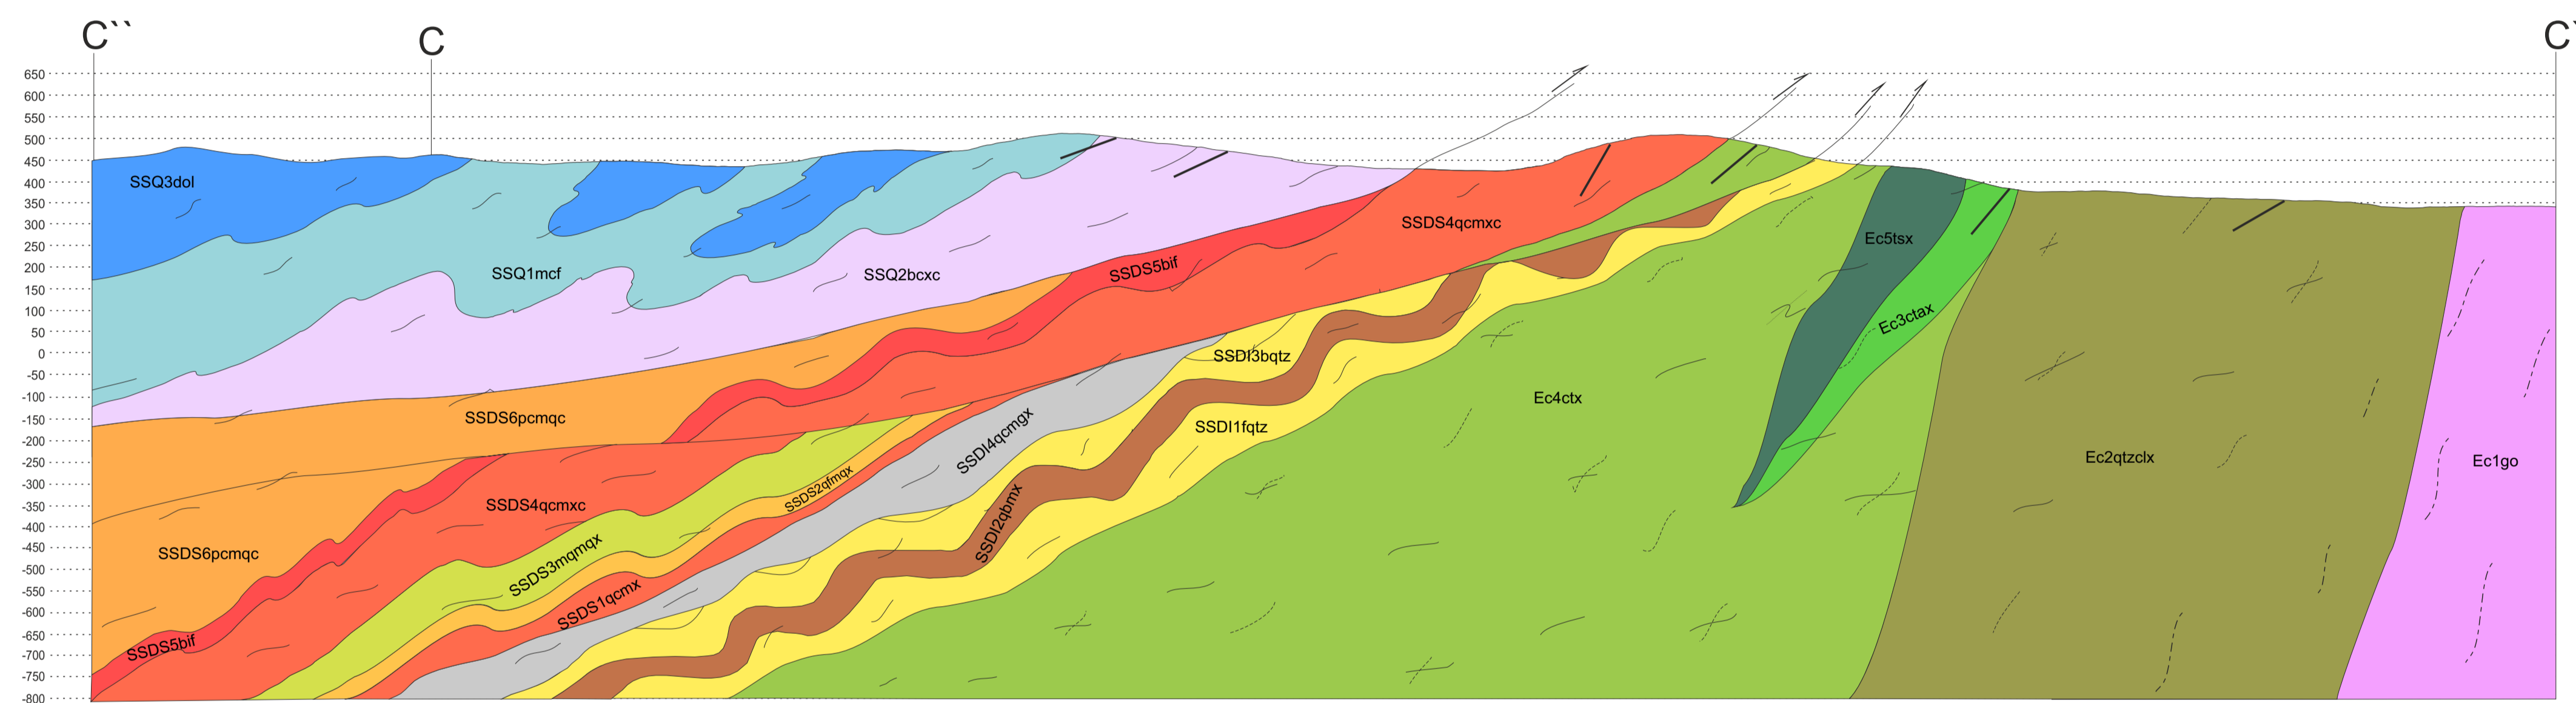 C`` C C`
650
600
550
500
450
400
350
300
250
200
150
100
50
0
-50
-100
-150
-200
-250
-300
-350
-400
-450
-500
-550
-600
-650
-700
-750
-800
SSQ3dol
SSQ1mcf
SSQ2bcxc
SSDS5bif
SSDS4qcmxc
Ec5tsx
Ec3ctax
SSDI3bqtz
Ec4ctx
SSDS6pcmqc
SSDI1fqtz
SSDI4qcmgx
Ec2qtzclx
Ec1go
SSDS2qfmqx
SSDS4qcmxc
SSDI2qbmx
SSDS6pcmqc
SSDS3mqmqx
SSDS1qcmx
SSDS5bif